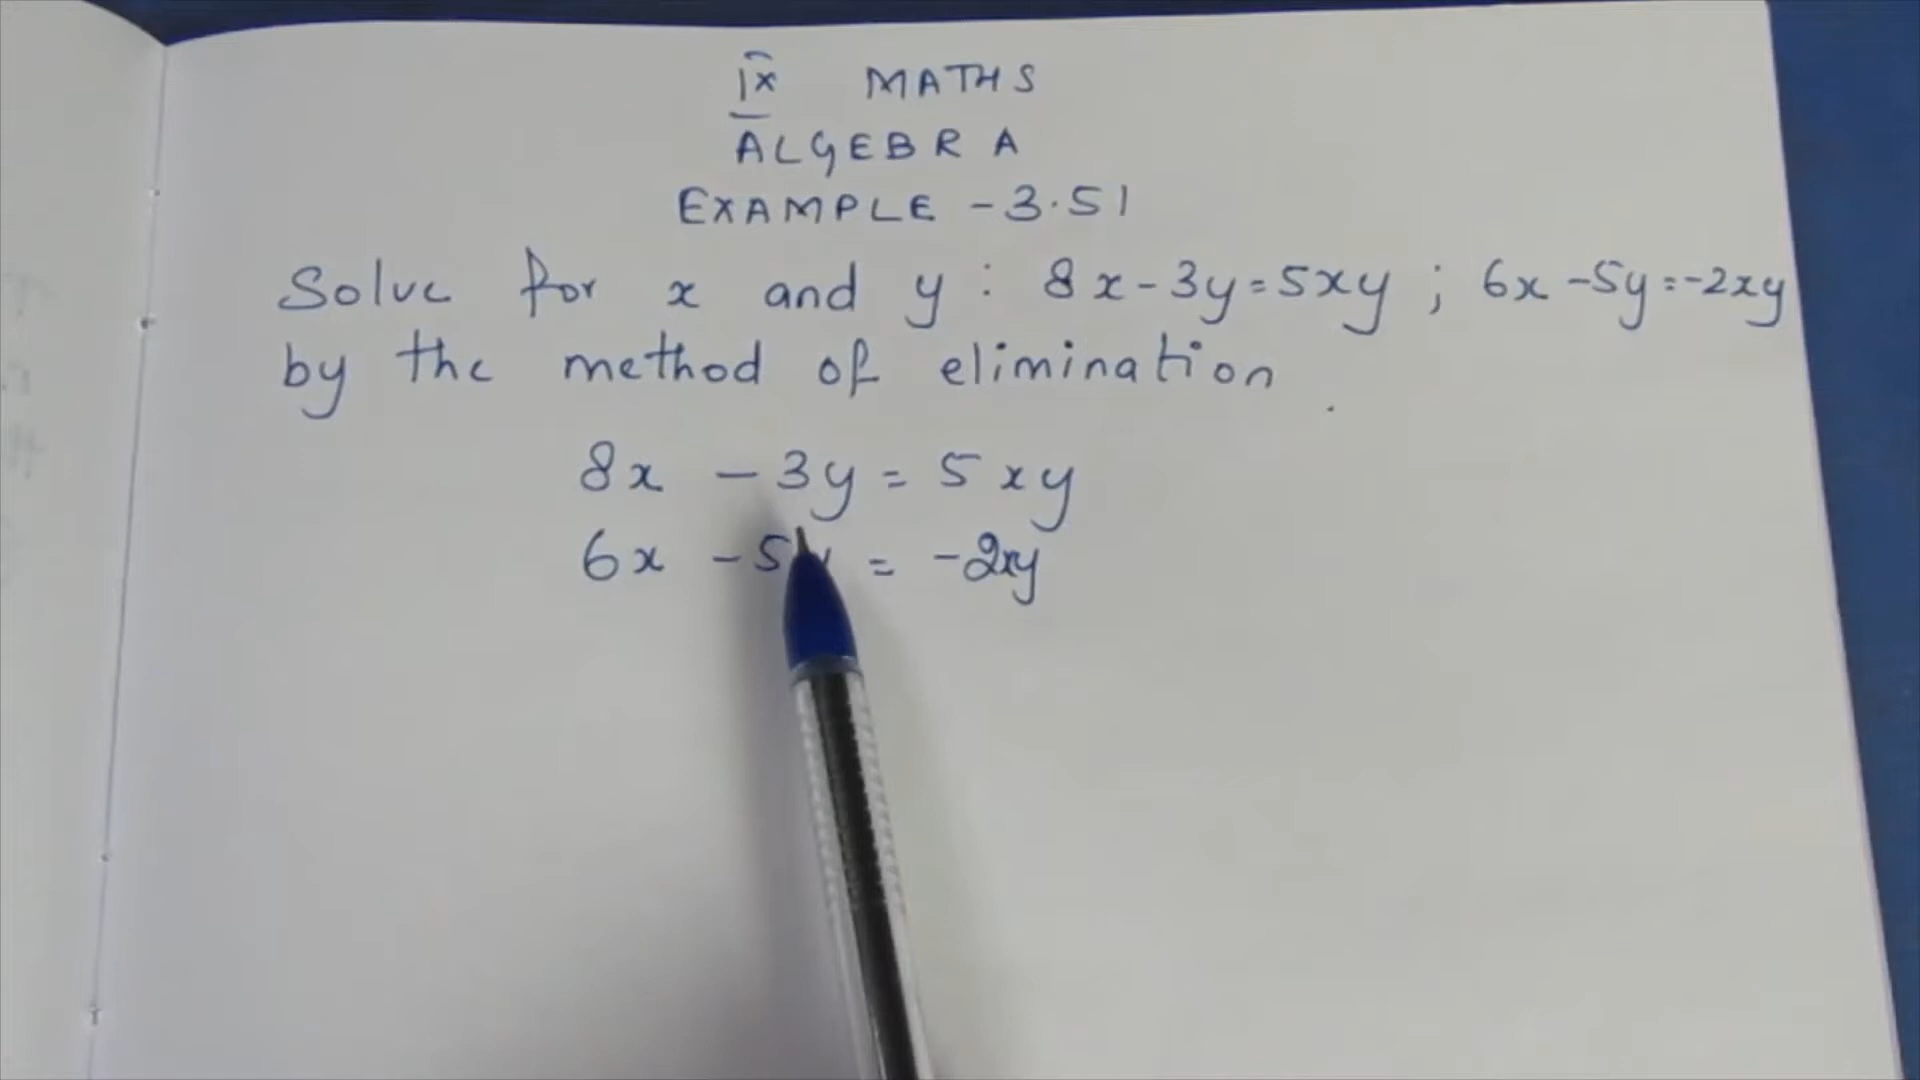 IX MATHS
ALGEBRA
EXAMPLE - 3.51
Solve for x and y : 8x - 3y = 5xy ; 6x - 5y = -2xy
by the method of elimination.
8x - 3y = 5xy
6x - 5y = -2xy